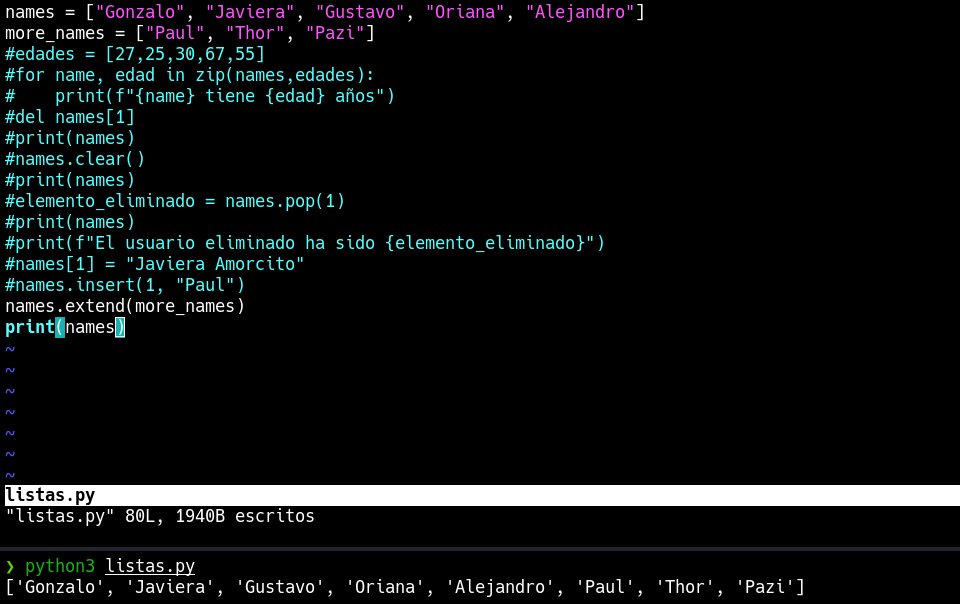 names = ["Gonzalo", "Javiera", "Gustavo", "Oriana", "Alejandro"]
more_names = ["Paul", "Thor", "Pazi"]
#edades = [27,25,30,67,55]
#for name, edad in zip(names,edades):
#    print(f"{name} tiene {edad} años")
#del names[1]
#print(names)
#names.clear()
#print(names)
#elemento_eliminado = names.pop(1)
#print(names)
#print(f"El usuario eliminado ha sido {elemento_eliminado}")
#names[1] = "Javiera Amorcito"
#names.insert(1, "Paul")
names.extend(more_names)
print(names)
~
~
~
~
~
~
~
listas.py
"listas.py" 80L, 1940B escritos
❯ python3 listas.py
['Gonzalo', 'Javiera', 'Gustavo', 'Oriana', 'Alejandro', 'Paul', 'Thor', 'Pazi']